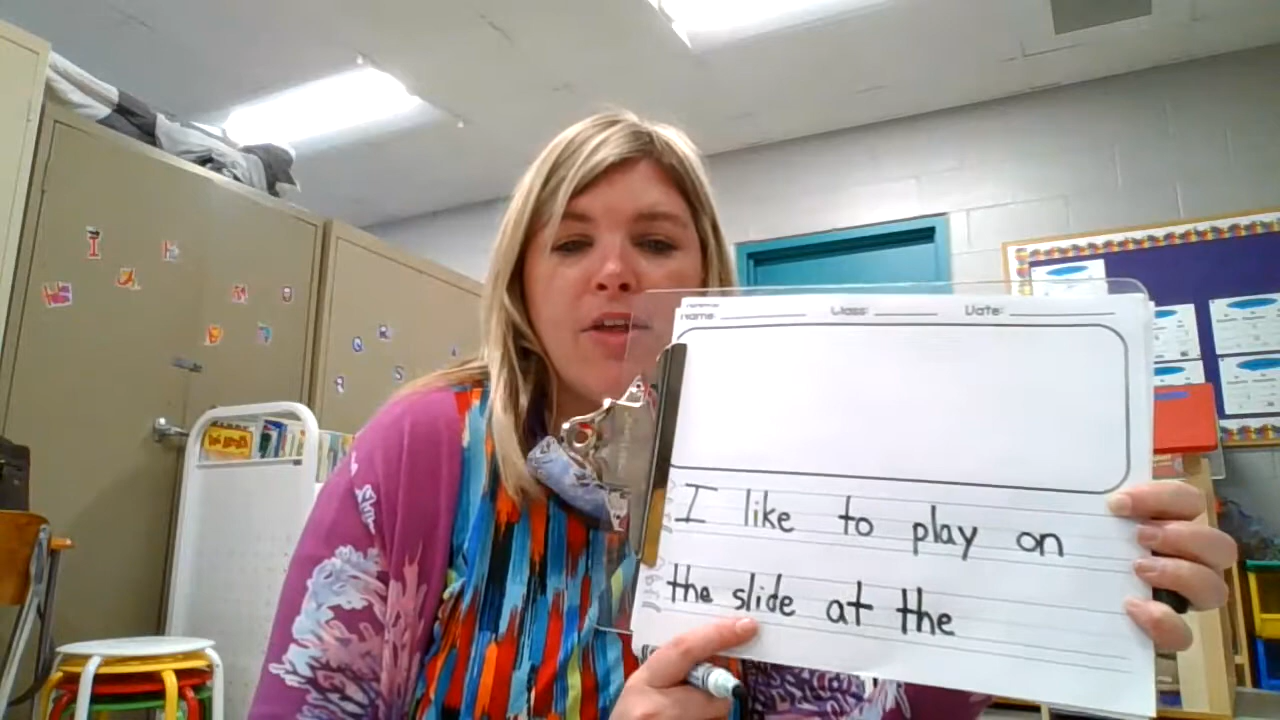 Name: Class: Date:
I like to play on
the slide at the